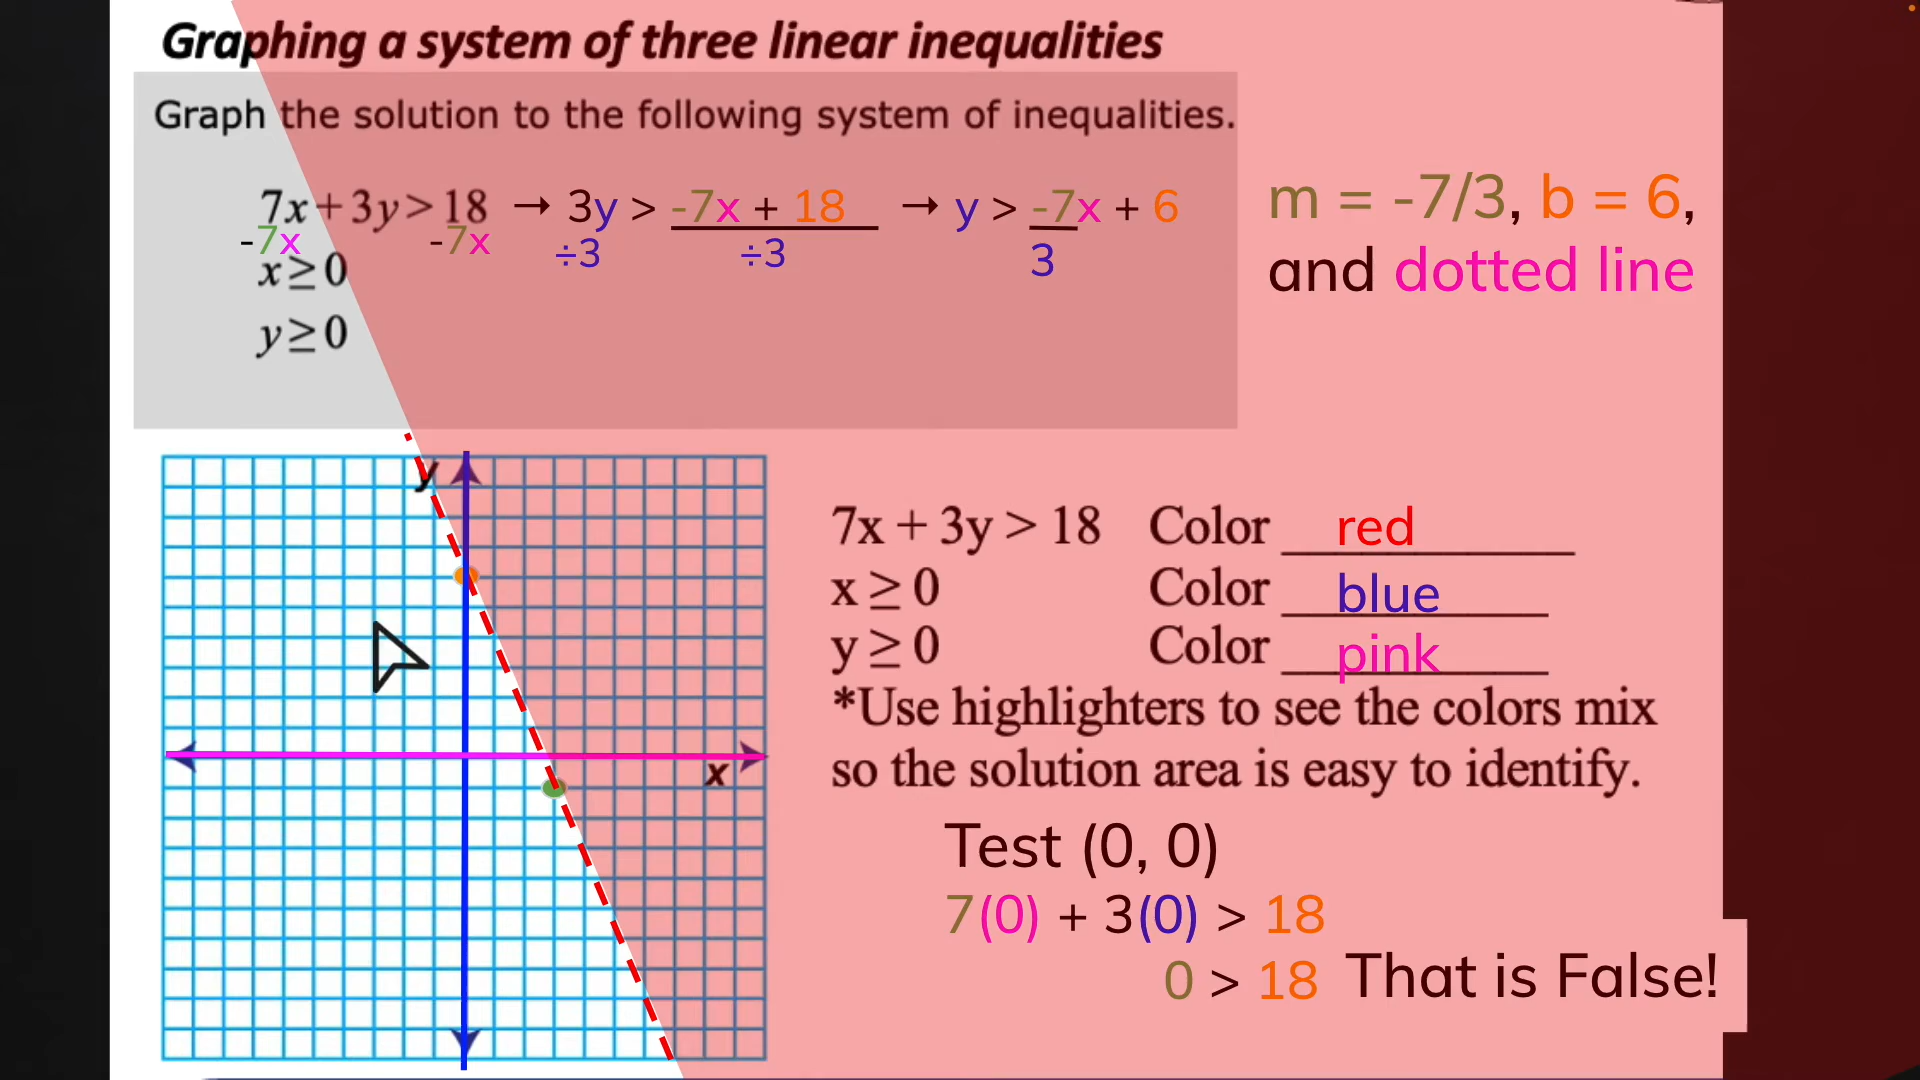 Graphing a system of three linear inequalities
Graph the solution to the following system of inequalities.
7x+3y>18 → 3y > -7x + 18 → y > -7x + 6
-7x -7x ÷3 ÷3 3
x≥0
y≥0
m = -7/3, b = 6,
and dotted line
y
x
7x + 3y > 18 Color red
x ≥ 0 Color blue
y ≥ 0 Color pink
*Use highlighters to see the colors mix
so the solution area is easy to identify.
Test (0, 0)
7(0) + 3(0) > 18
0 > 18 That is False!